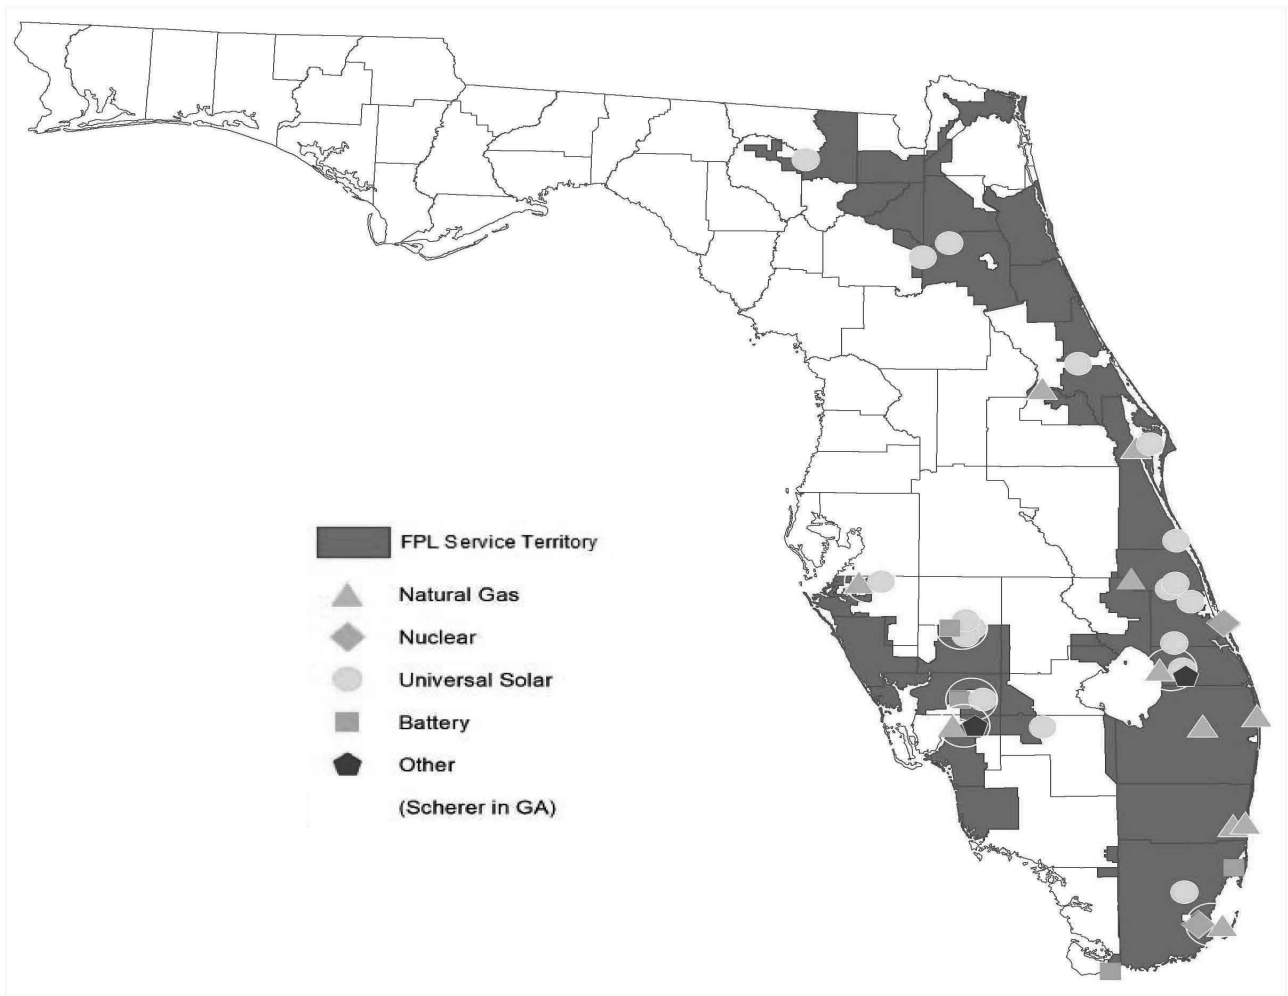 FPL Service Territory
Natural Gas
Nuclear
Universal Solar
Battery
Other
(Scherer in GA)